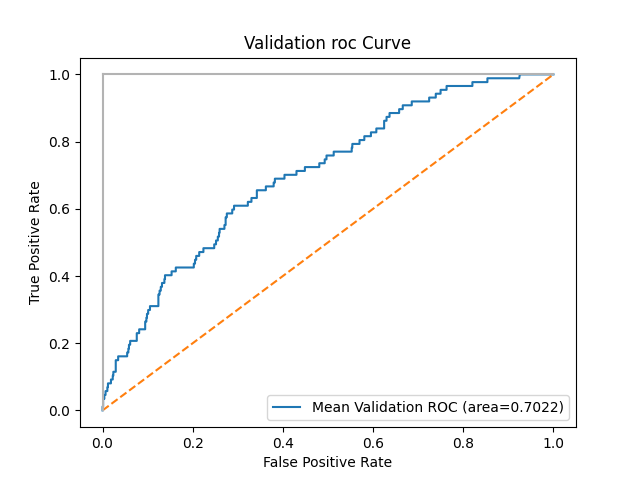 Validation roc Curve
True Positive Rate
1.0
0.8
0.6
0.4
0.2
0.0
Mean Validation ROC (area=0.7022)
0.0 0.2 0.4 0.6 0.8 1.0
False Positive Rate